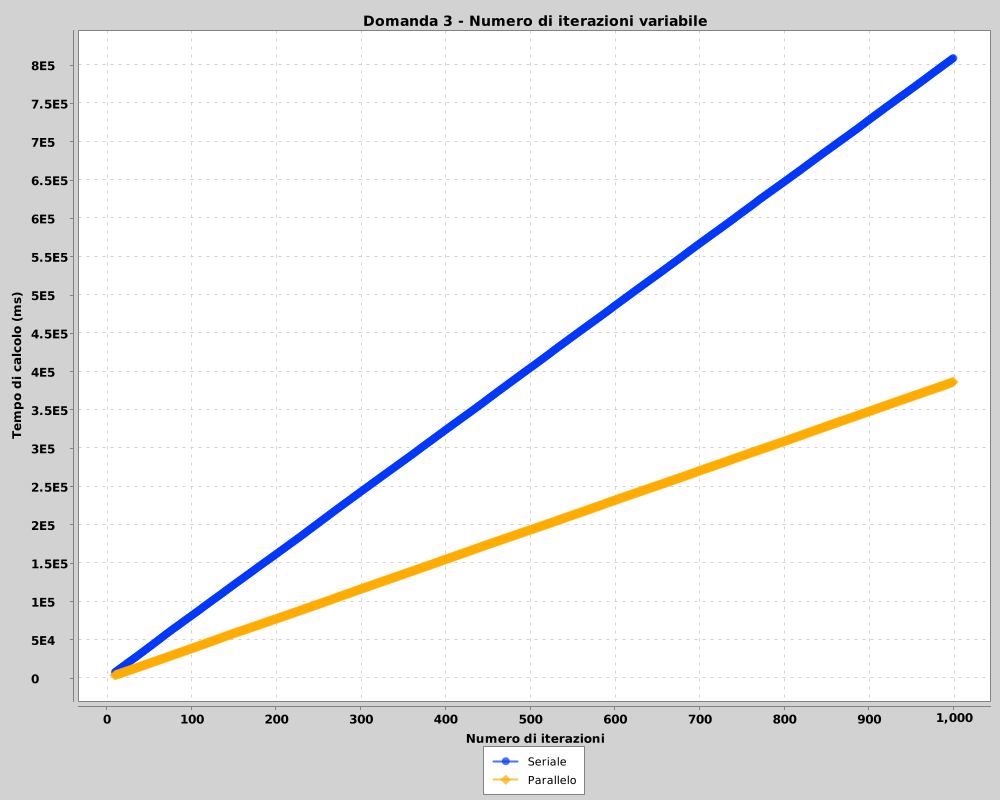 Domanda 3 - Numero di iterazioni variabile
8E5
7.5E5
7E5
6.5E5
6E5
5.5E5
5E5
4.5E5
4E5
3.5E5
3E5
2.5E5
2E5
1.5E5
1E5
5E4
0
Tempo di calcolo (ms)
0 100 200 300 400 500 600 700 800 900 1,000
Numero di iterazioni
Seriale
Parallelo